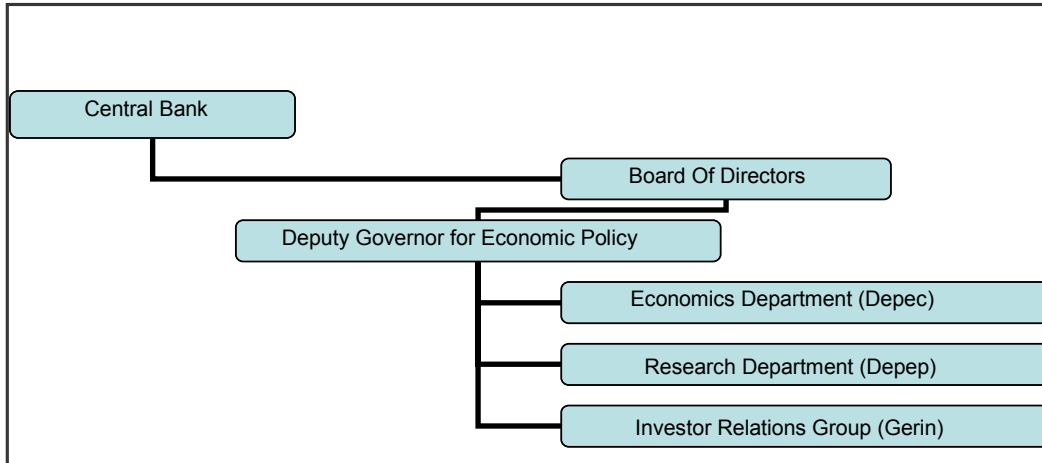 Central Bank
Board Of Directors
Deputy Governor for Economic Policy
Economics Department (Depec)
Research Department (Depep)
Investor Relations Group (Gerin)